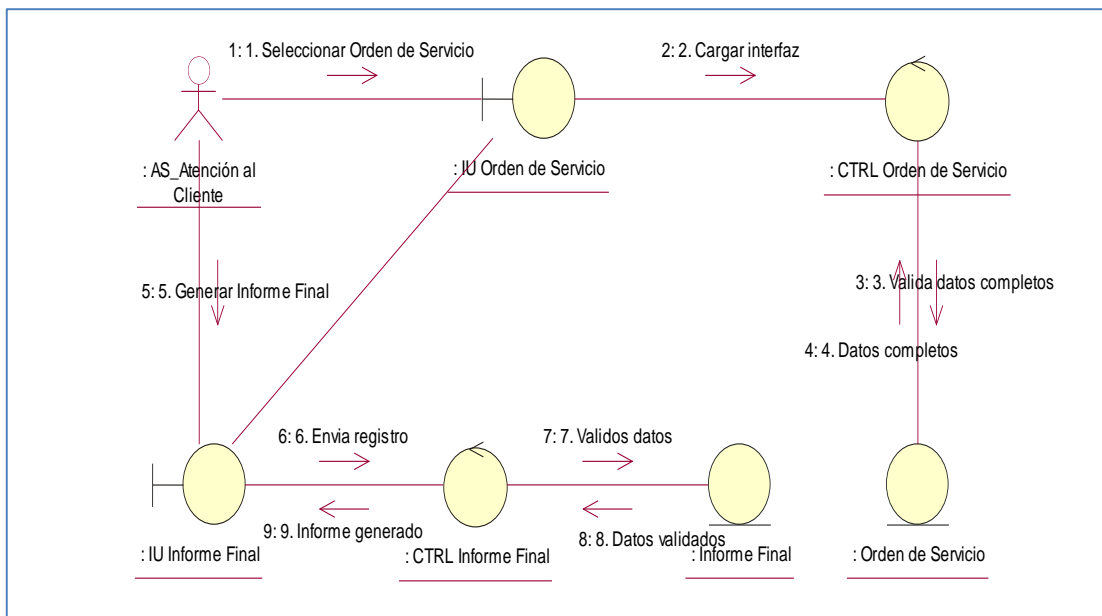 1: 1. Seleccionar Orden de Servicio
2: 2. Cargar interfaz
: AS_Atención al
Cliente
: IU Orden de Servicio
: CTRL Orden de Servicio
5: 5. Generar Informe Final
3: 3. Valida datos completos
4: 4. Datos completos
6: 6. Envia registro
7: 7. Validos datos
9: 9. Informe generado
8: 8. Datos validados
: IU Informe Final
: CTRL Informe Final
: Informe Final
: Orden de Servicio